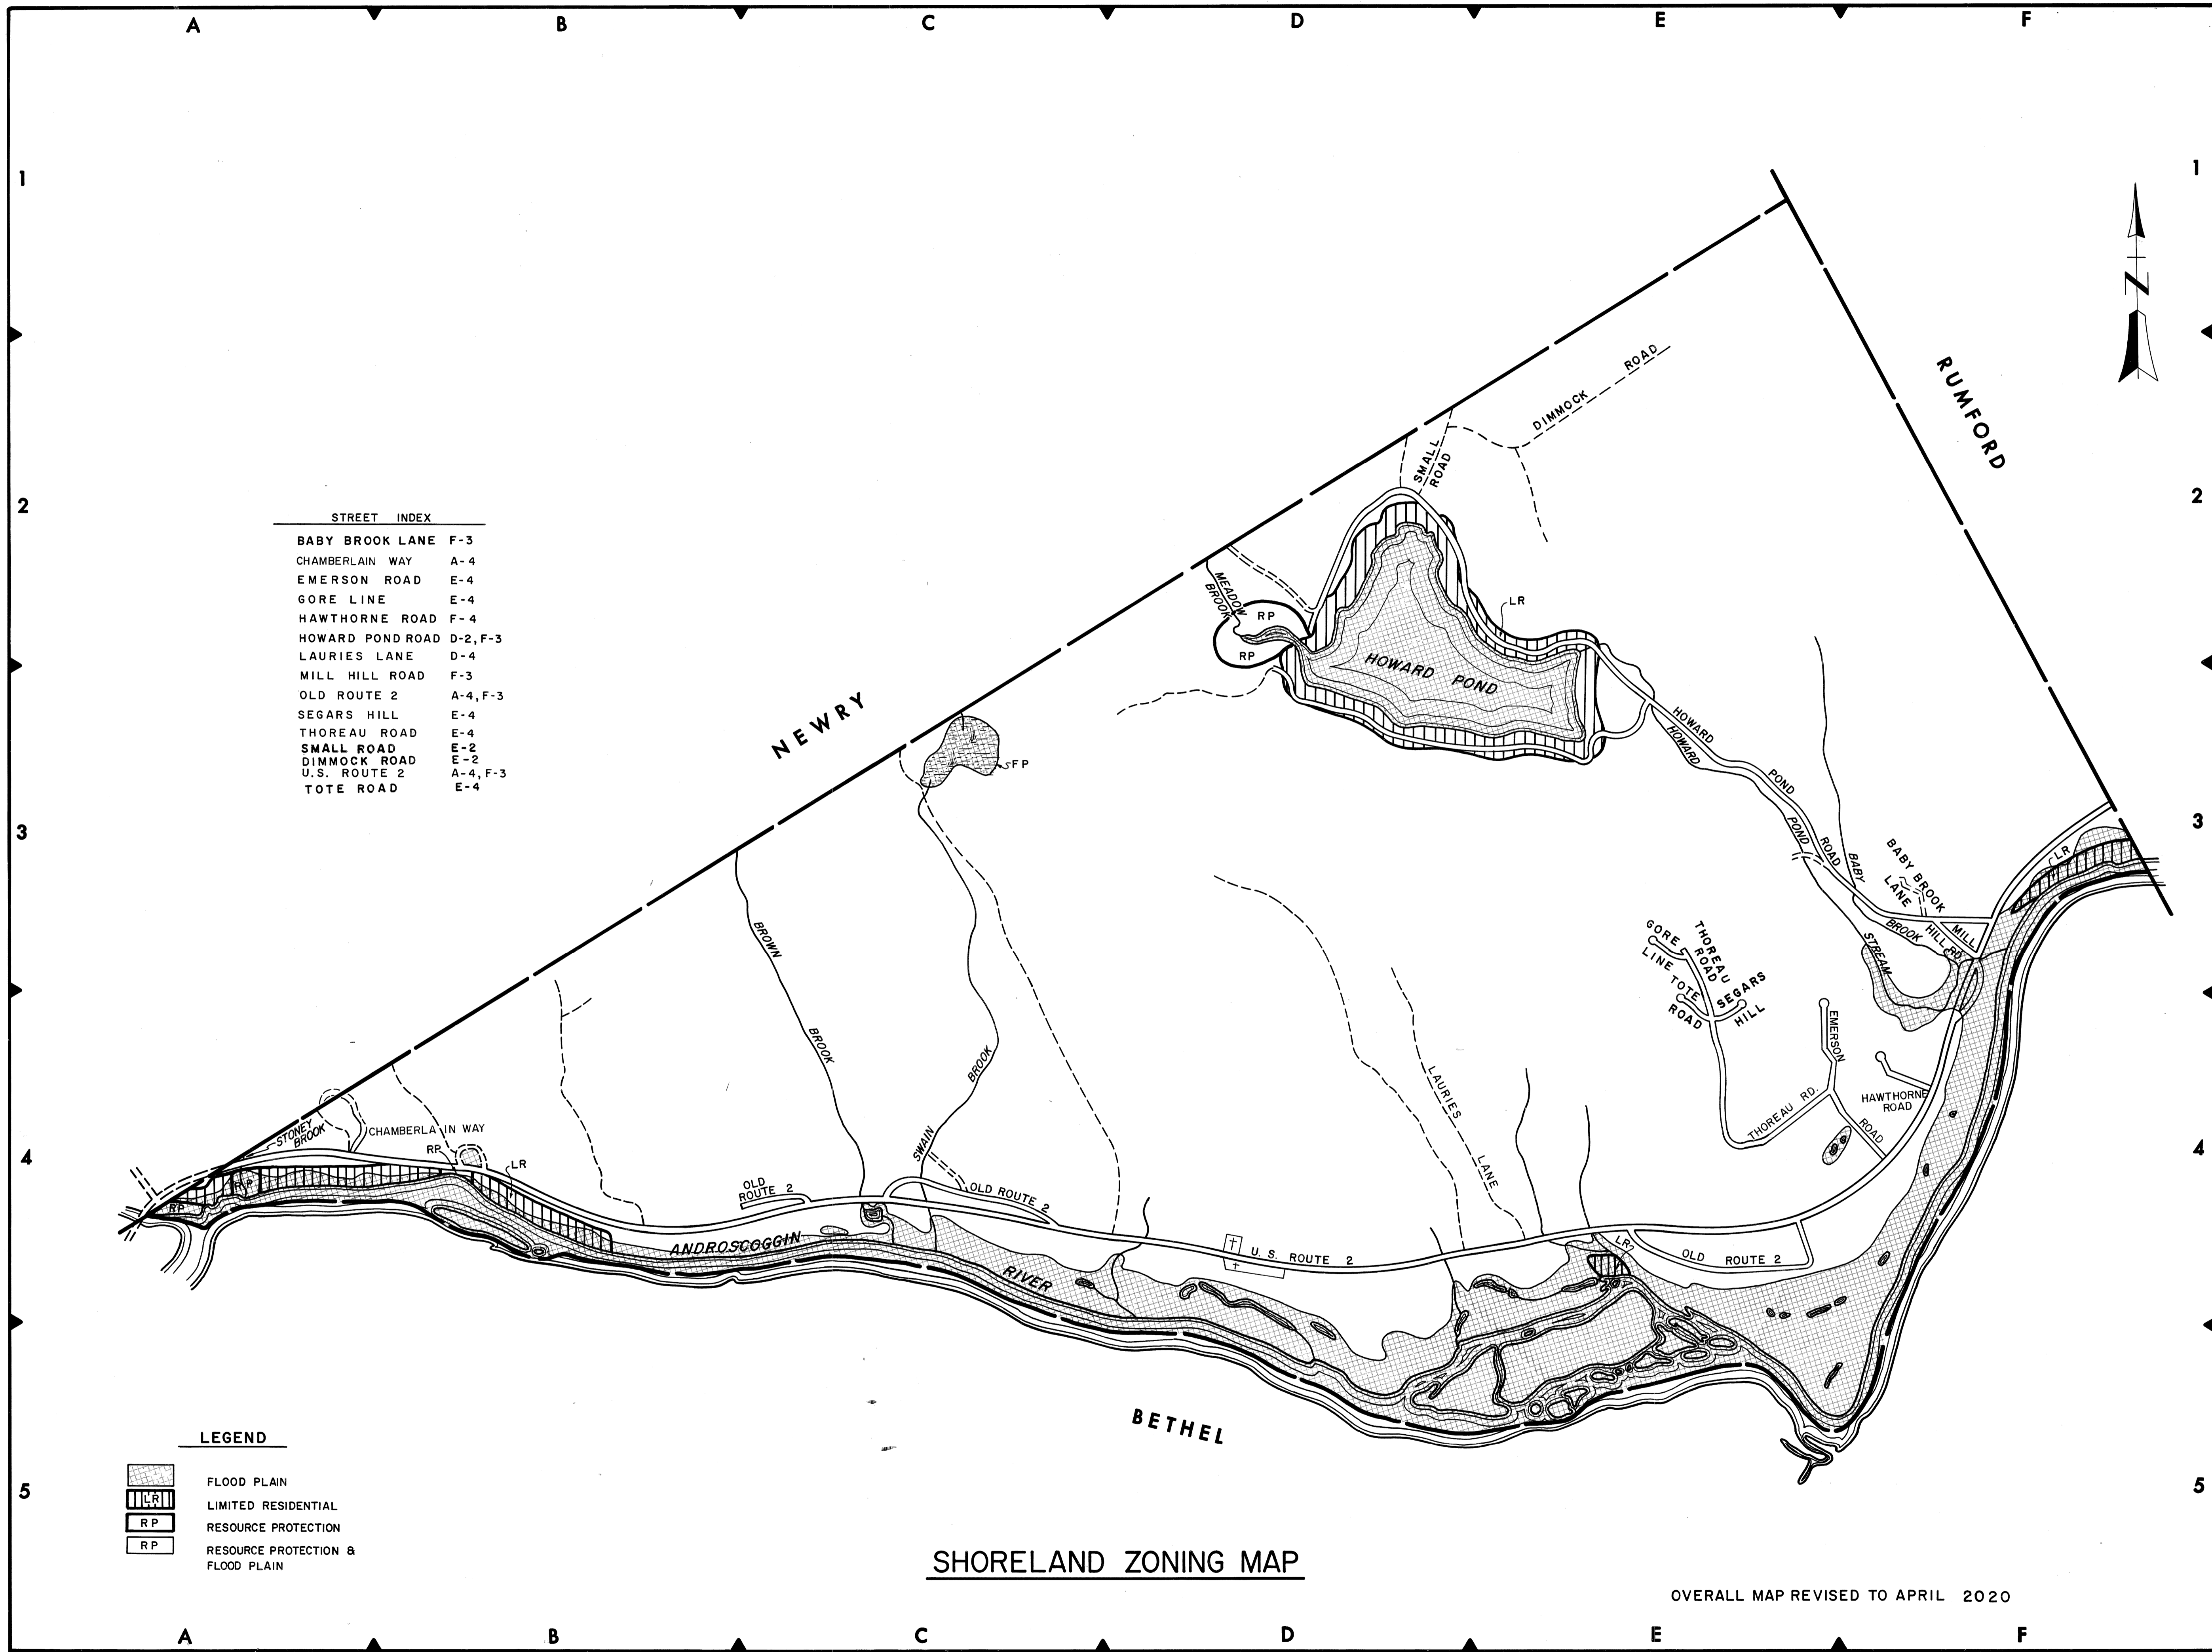 A B C D E F
1 1
RUMFORD
DIMMOCK ROAD
SMALL ROAD
2 2
STREET INDEX
BABY BROOK LANE F-3
CHAMBERLAIN WAY A-4
EMERSON ROAD E-4
GORE LINE E-4
HAWTHORNE ROAD F-4
HOWARD POND ROAD D-2, F-3
LAURIES LANE D-4
MILL HILL ROAD F-3
OLD ROUTE 2 A-4, F-3
SEGARS HILL E-4
THOREAU ROAD E-4
SMALL ROAD E-2
DIMMOCK ROAD E-2
U.S. ROUTE 2 A-4, F-3
TOTE ROAD E-4
N
MEADOW BROOK
RP
RP
LR
HOWARD POND
NEWRY
FP
HOWARD POND ROAD
HOWARD POND STREAM
3 3
BABY BROOK
BABY BROOK LANE
LR
MILL HILL RD.
BROWN BROOK
GORE LINE
THOREAU ROAD
TOTE ROAD
SEGARS HILL
EMERSON ROAD
SWAIN BROOK
LAURIES LANE
HAWTHORNE ROAD
THOREAU RD.
STONEY BROOK
CHAMBERLAIN WAY
4 4
RP
LR
RP
RP
OLD ROUTE 2
OLD ROUTE 2
ANDROSCOGGIN RIVER
U. S. ROUTE 2
LR
OLD ROUTE 2
BETHEL
LEGEND
FLOOD PLAIN
LR LIMITED RESIDENTIAL
RP RESOURCE PROTECTION
RP RESOURCE PROTECTION &
FLOOD PLAIN
5 5
SHORELAND ZONING MAP
OVERALL MAP REVISED TO APRIL 2020
A B C D E F